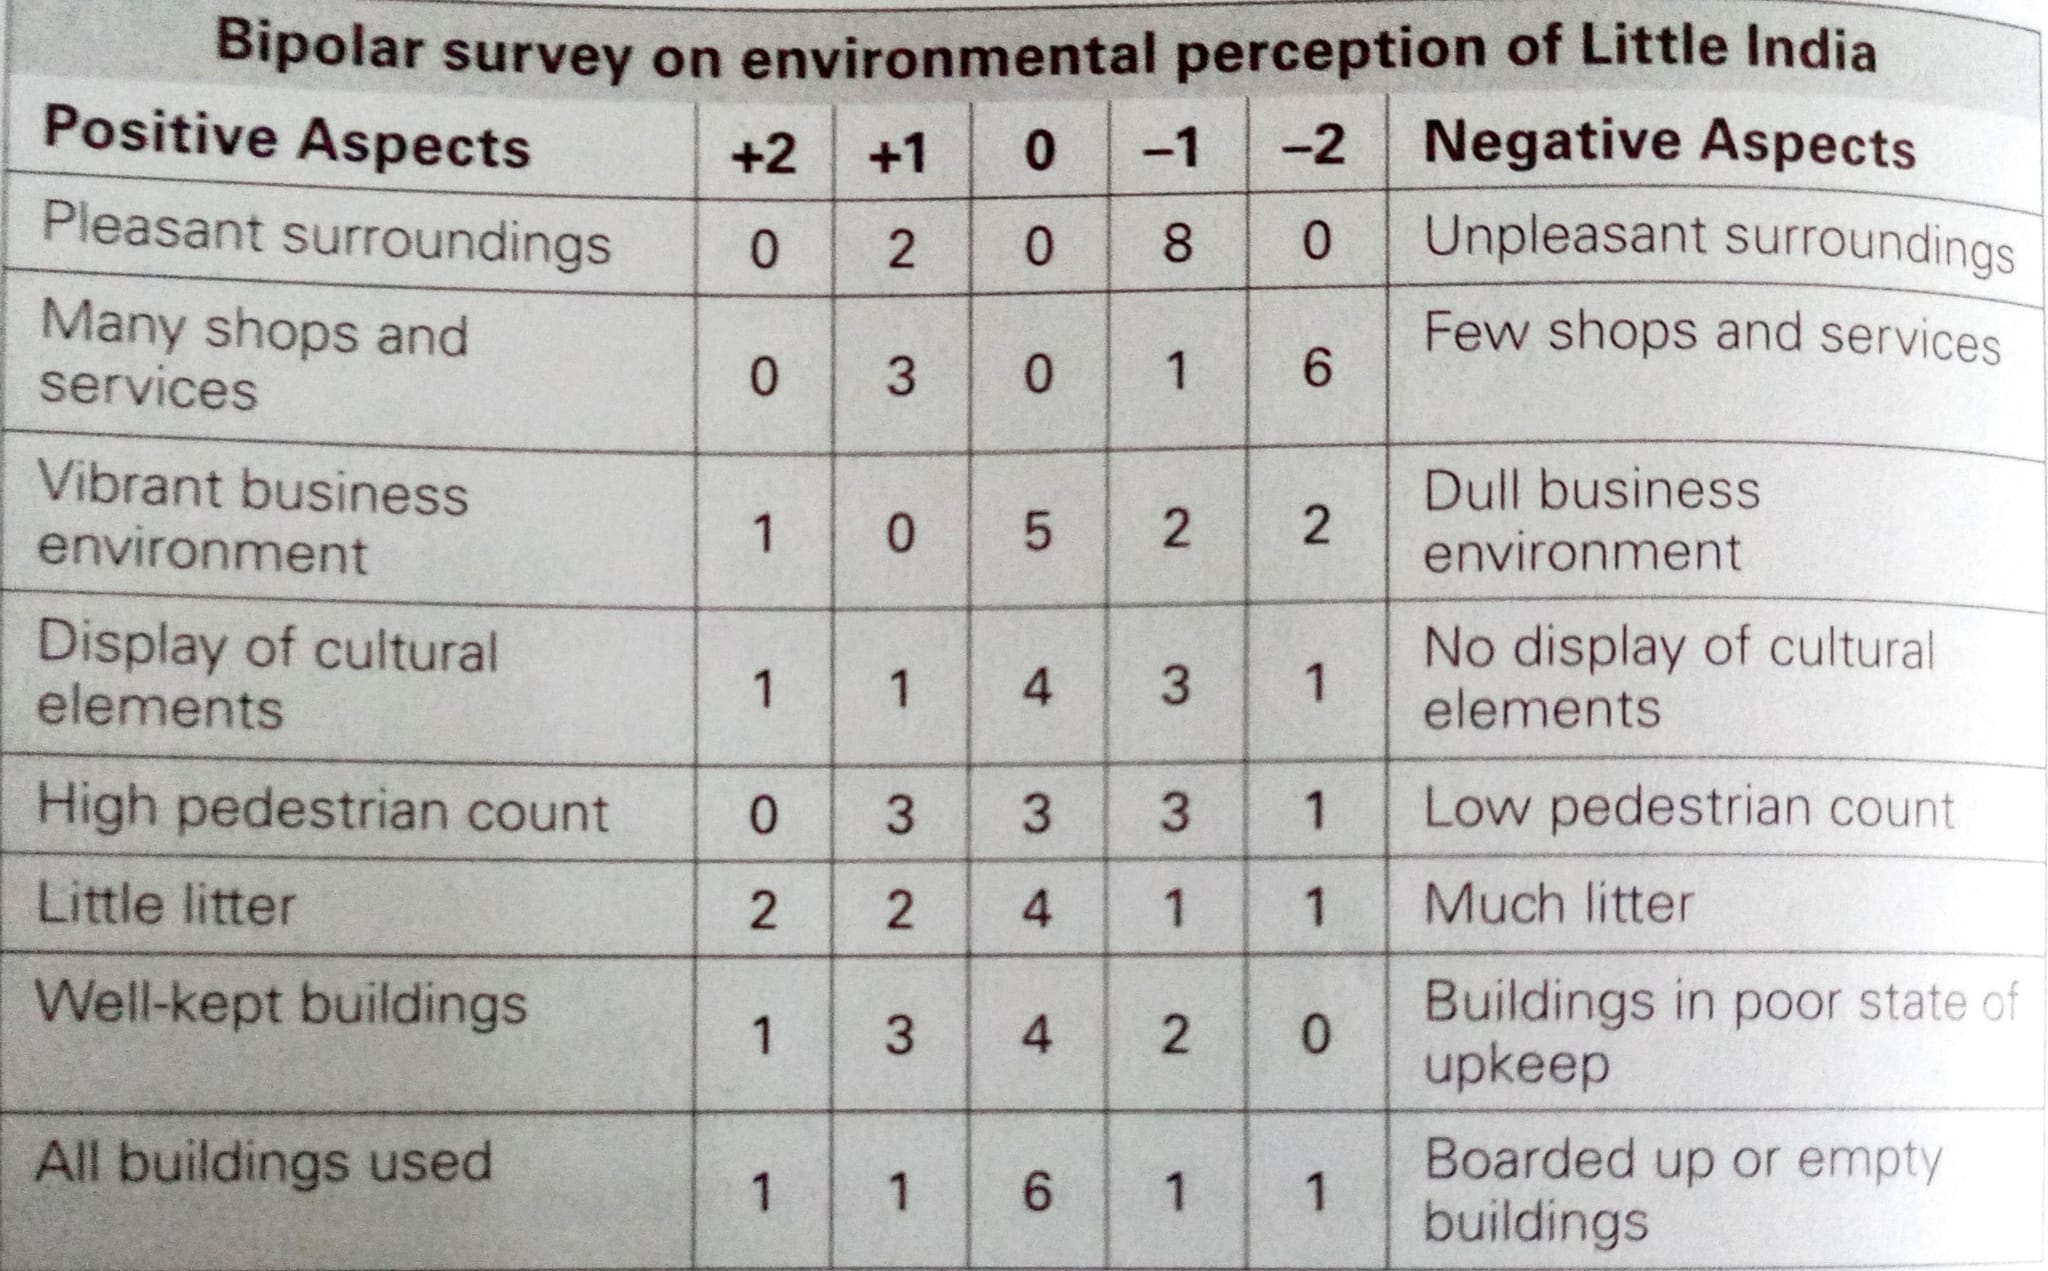 Bipolar survey on environmental perception of Little India
Positive Aspects +2 +1 0 –1 –2 Negative Aspects
Pleasant surroundings 0 2 0 8 0 Unpleasant surroundings
Many shops and
services 0 3 0 1 6 Few shops and services
Vibrant business
environment 1 0 5 2 2 Dull business
environment
Display of cultural
elements 1 1 4 3 1 No display of cultural
elements
High pedestrian count 0 3 3 3 1 Low pedestrian count
Little litter 2 2 4 1 1 Much litter
Well-kept buildings 1 3 4 2 0 Buildings in poor state of
upkeep
All buildings used 1 1 6 1 1 Boarded up or empty
buildings